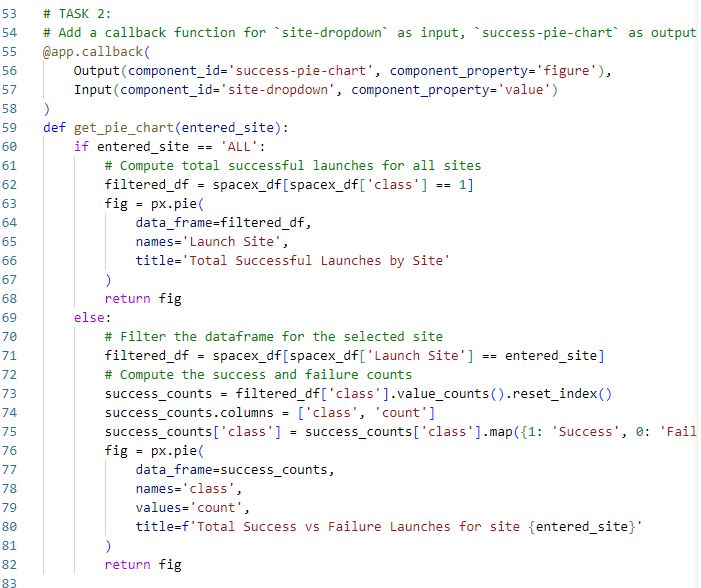 53 # TASK 2:
54 # Add a callback function for `site-dropdown` as input, `success-pie-chart` as output
55 @app.callback(
56     Output(component_id='success-pie-chart', component_property='figure'),
57     Input(component_id='site-dropdown', component_property='value')
58 )
59 def get_pie_chart(entered_site):
60     if entered_site == 'ALL':
61         # Compute total successful launches for all sites
62         filtered_df = spacex_df[spacex_df['class'] == 1]
63         fig = px.pie(
64             data_frame=filtered_df,
65             names='Launch Site',
66             title='Total Successful Launches by Site'
67         )
68         return fig
69     else:
70         # Filter the dataframe for the selected site
71         filtered_df = spacex_df[spacex_df['Launch Site'] == entered_site]
72         # Compute the success and failure counts
73         success_counts = filtered_df['class'].value_counts().reset_index()
74         success_counts.columns = ['class', 'count']
75         success_counts['class'] = success_counts['class'].map({1: 'Success', 0: 'Fail
76         fig = px.pie(
77             data_frame=success_counts,
78             names='class',
79             values='count',
80             title=f'Total Success vs Failure Launches for site {entered_site}'
81         )
82         return fig
83